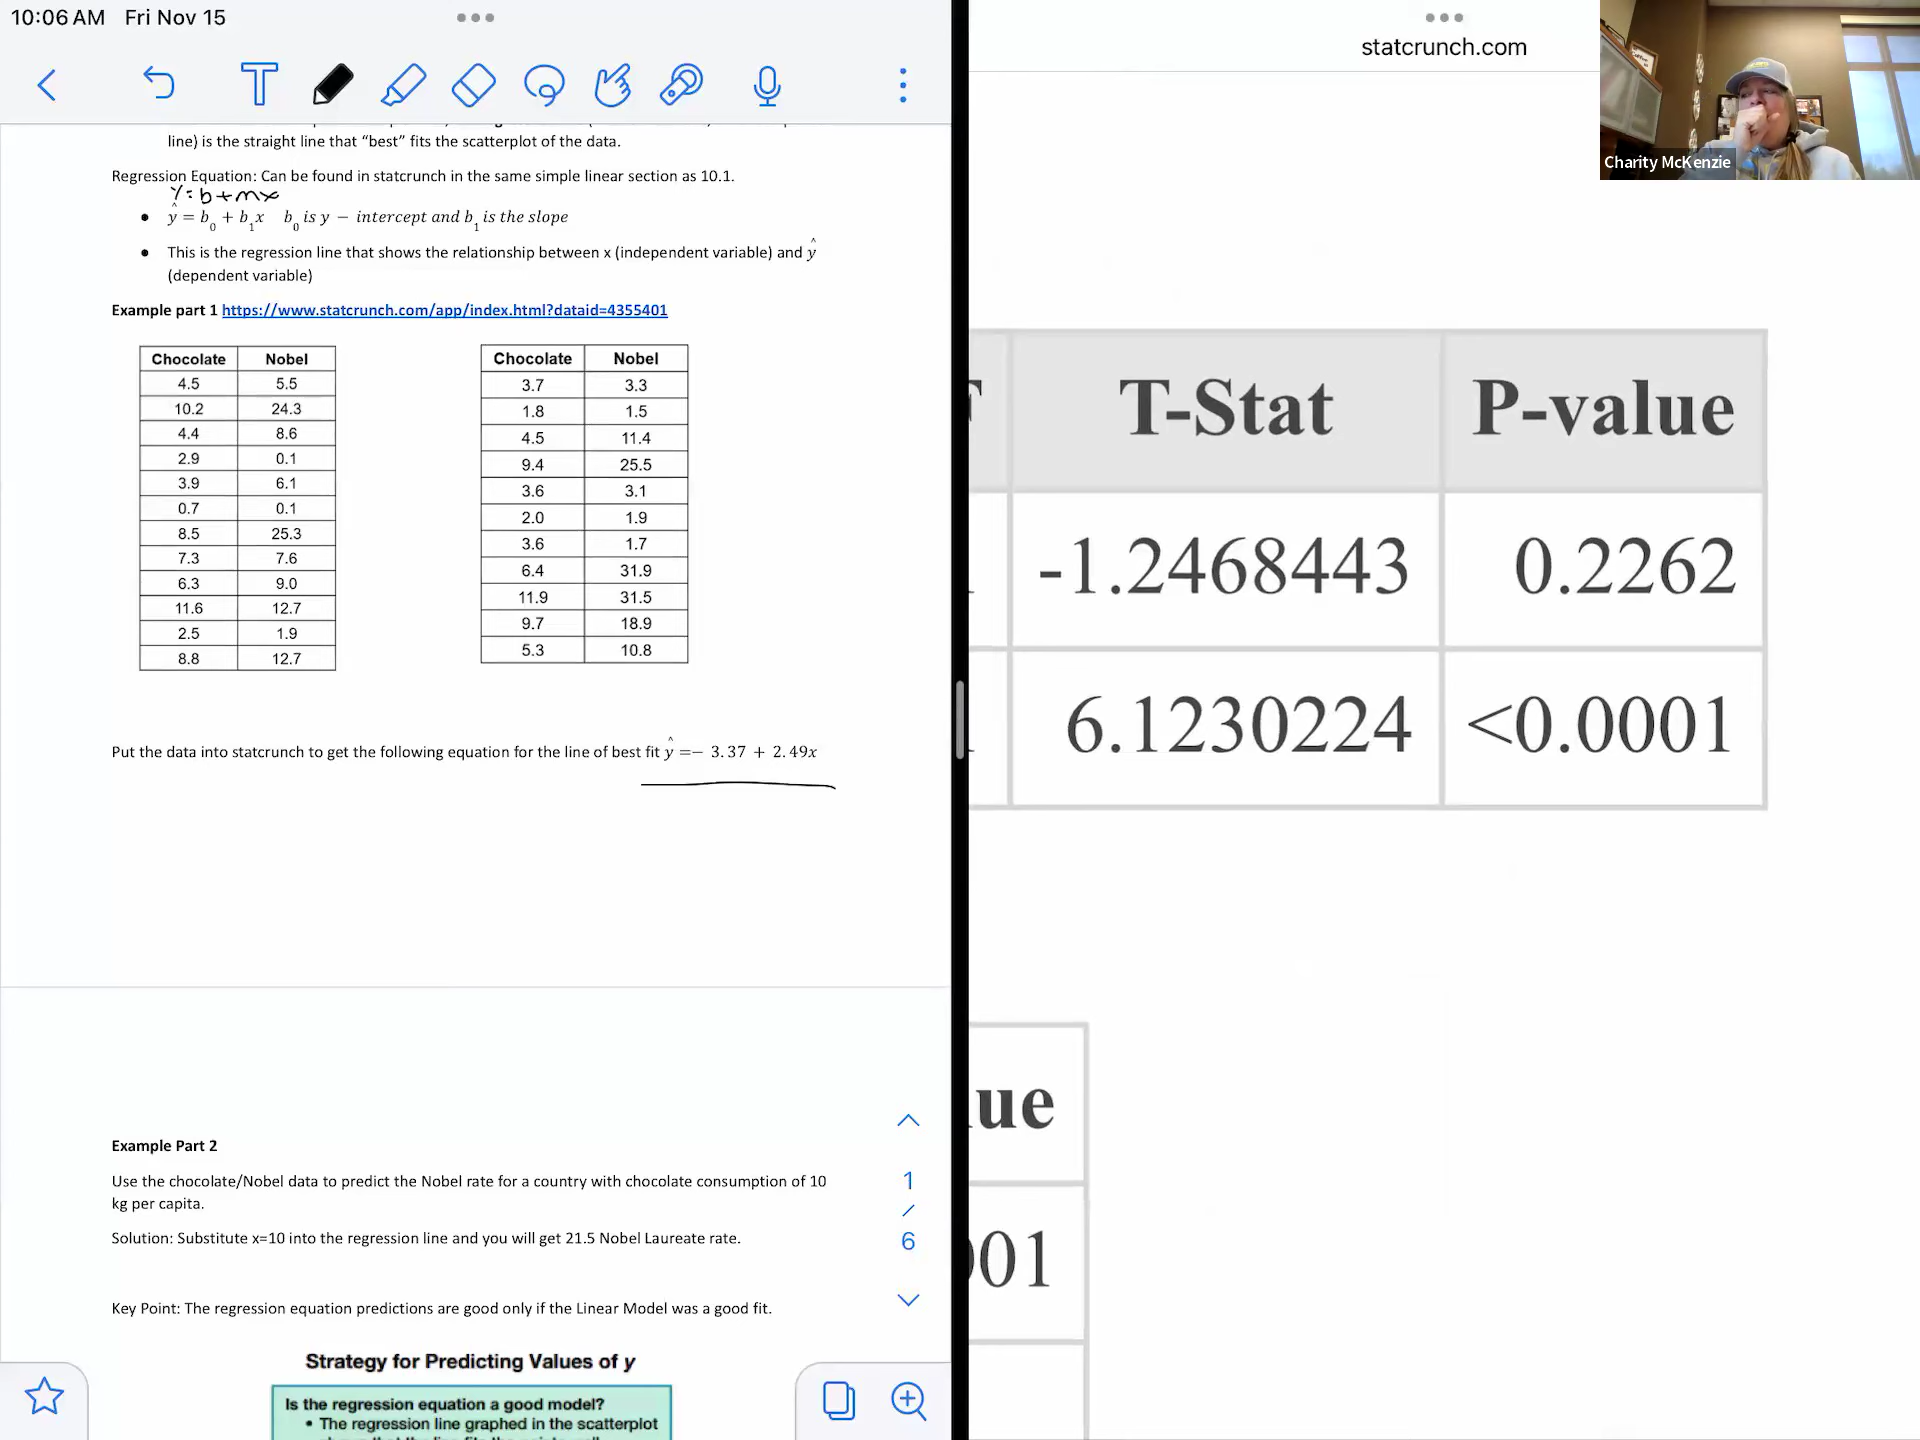 10:06 AM Fri Nov 15
statcrunch.com
Charity McKenzie
line) is the straight line that “best” fits the scatterplot of the data.
Regression Equation: Can be found in statcrunch in the same simple linear section as 10.1.
Y = b + mx
• ŷ = b₀ + b₁x b₀ is y − intercept and b₁ is the slope
• This is the regression line that shows the relationship between x (independent variable) and ŷ
(dependent variable)
Example part 1 https://www.statcrunch.com/app/index.html?dataid=4355401
Chocolate Nobel
4.5 5.5
10.2 24.3
4.4 8.6
2.9 0.1
3.9 6.1
0.7 0.1
8.5 25.3
7.3 7.6
6.3 9.0
11.6 12.7
2.5 1.9
8.8 12.7
Chocolate Nobel
3.7 3.3
1.8 1.5
4.5 11.4
9.4 25.5
3.6 3.1
2.0 1.9
3.6 1.7
6.4 31.9
11.9 31.5
9.7 18.9
5.3 10.8
Put the data into statcrunch to get the following equation for the line of best fit ŷ =− 3.37 + 2.49x
Example Part 2
Use the chocolate/Nobel data to predict the Nobel rate for a country with chocolate consumption of 10
kg per capita.
Solution: Substitute x=10 into the regression line and you will get 21.5 Nobel Laureate rate.
Key Point: The regression equation predictions are good only if the Linear Model was a good fit.
Strategy for Predicting Values of y
Is the regression equation a good model?
• The regression line graphed in the scatterplot
1
/
6
T-Stat P-value
-1.2468443 0.2262
6.1230224 <0.0001
ue
01